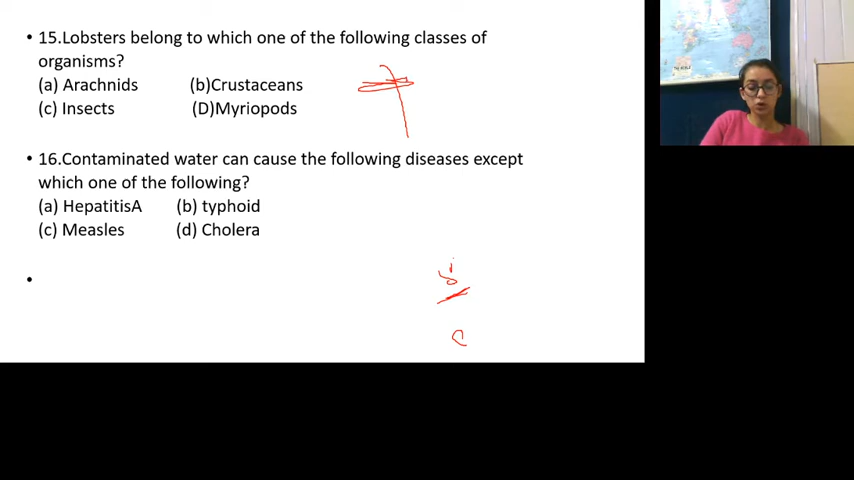 • 15.Lobsters belong to which one of the following classes of
organisms?
(a) Arachnids (b)Crustaceans
(c) Insects (D)Myriopods
• 16.Contaminated water can cause the following diseases except
which one of the following?
(a) HepatitisA (b) typhoid
(c) Measles (d) Cholera
•
C